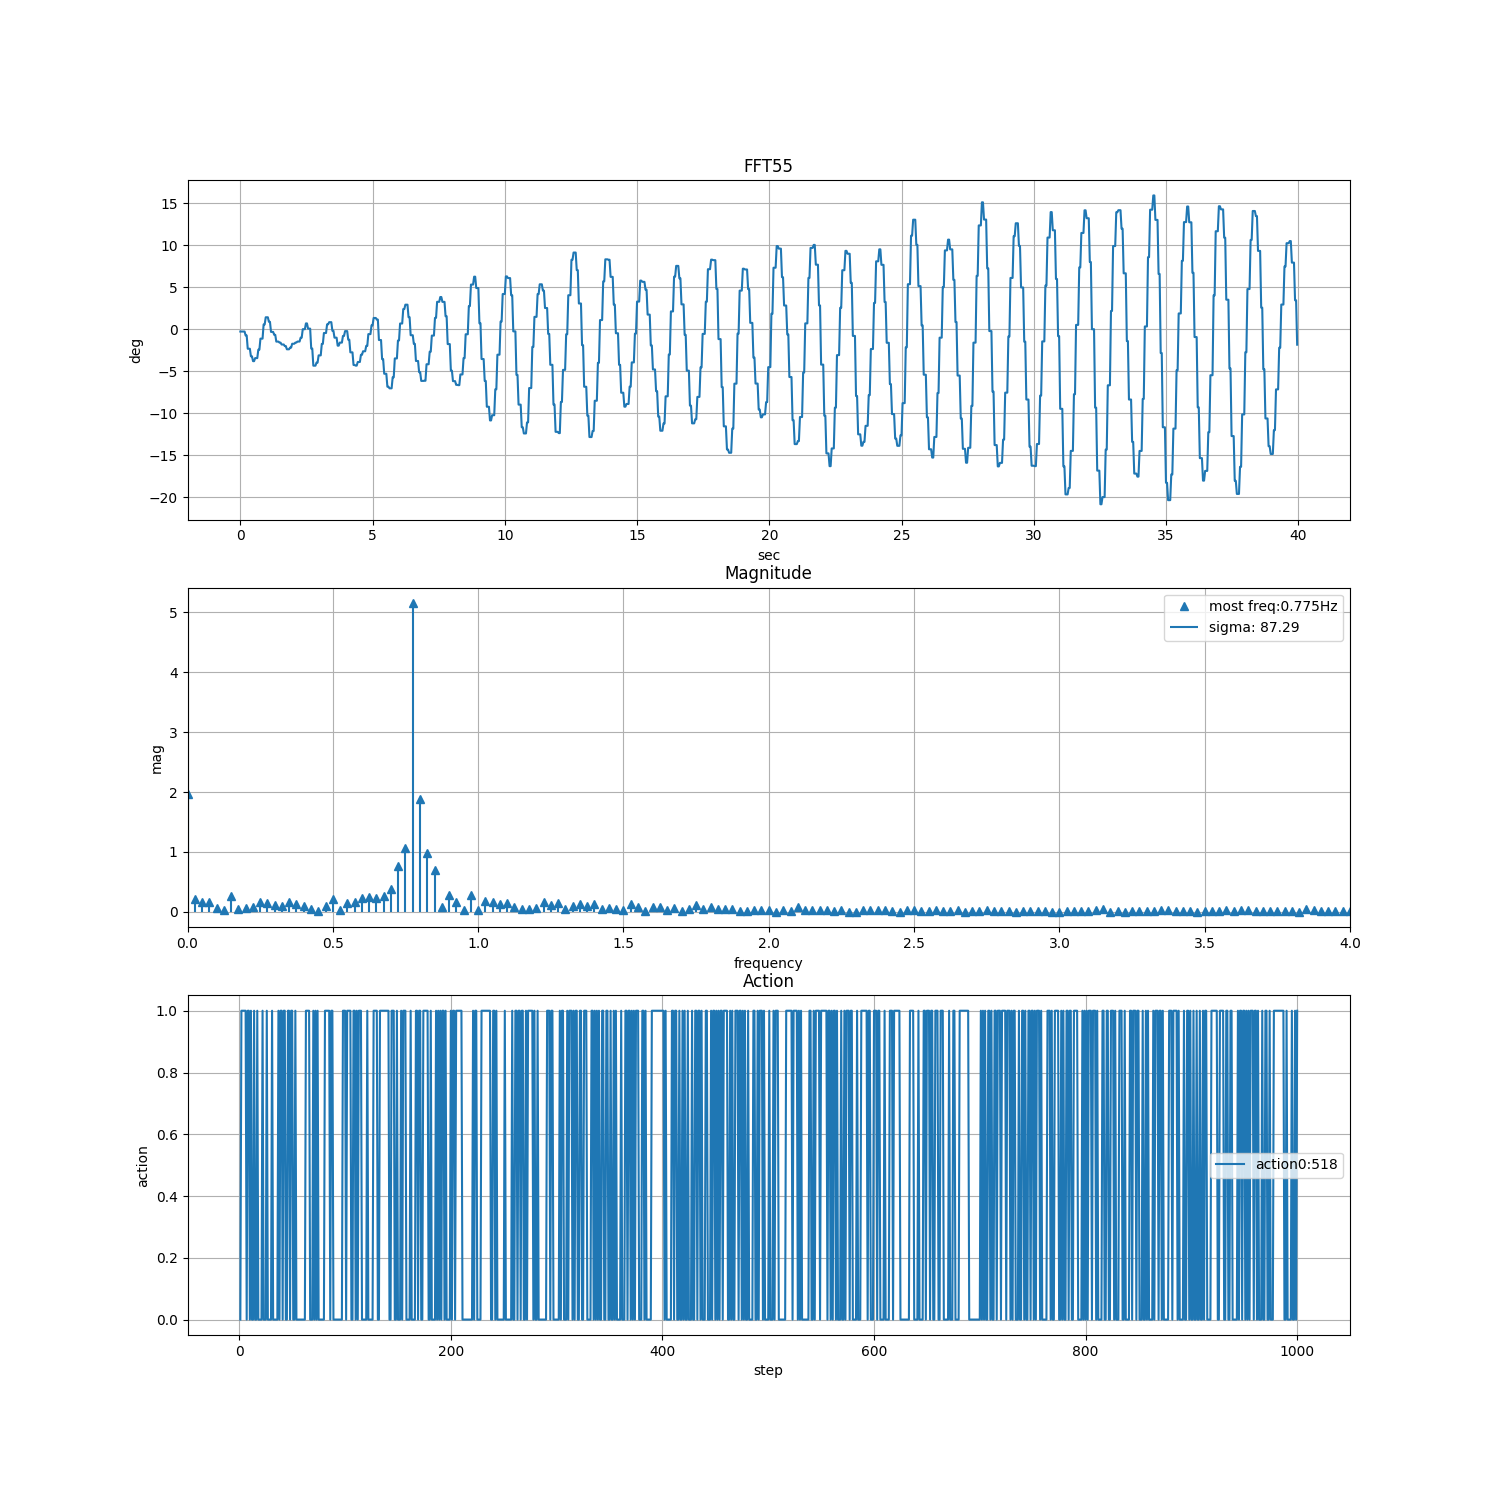 FFT55
15
10
5
0
−5
−10
−15
−20
deg
0 5 10 15 20 25 30 35 40
sec
Magnitude
5
4
3
2
1
0
mag
most freq:0.775Hz
sigma: 87.29
0.0 0.5 1.0 1.5 2.0 2.5 3.0 3.5 4.0
frequency
Action
1.0
0.8
0.6
0.4
0.2
0.0
action
action0:518
0 200 400 600 800 1000
step